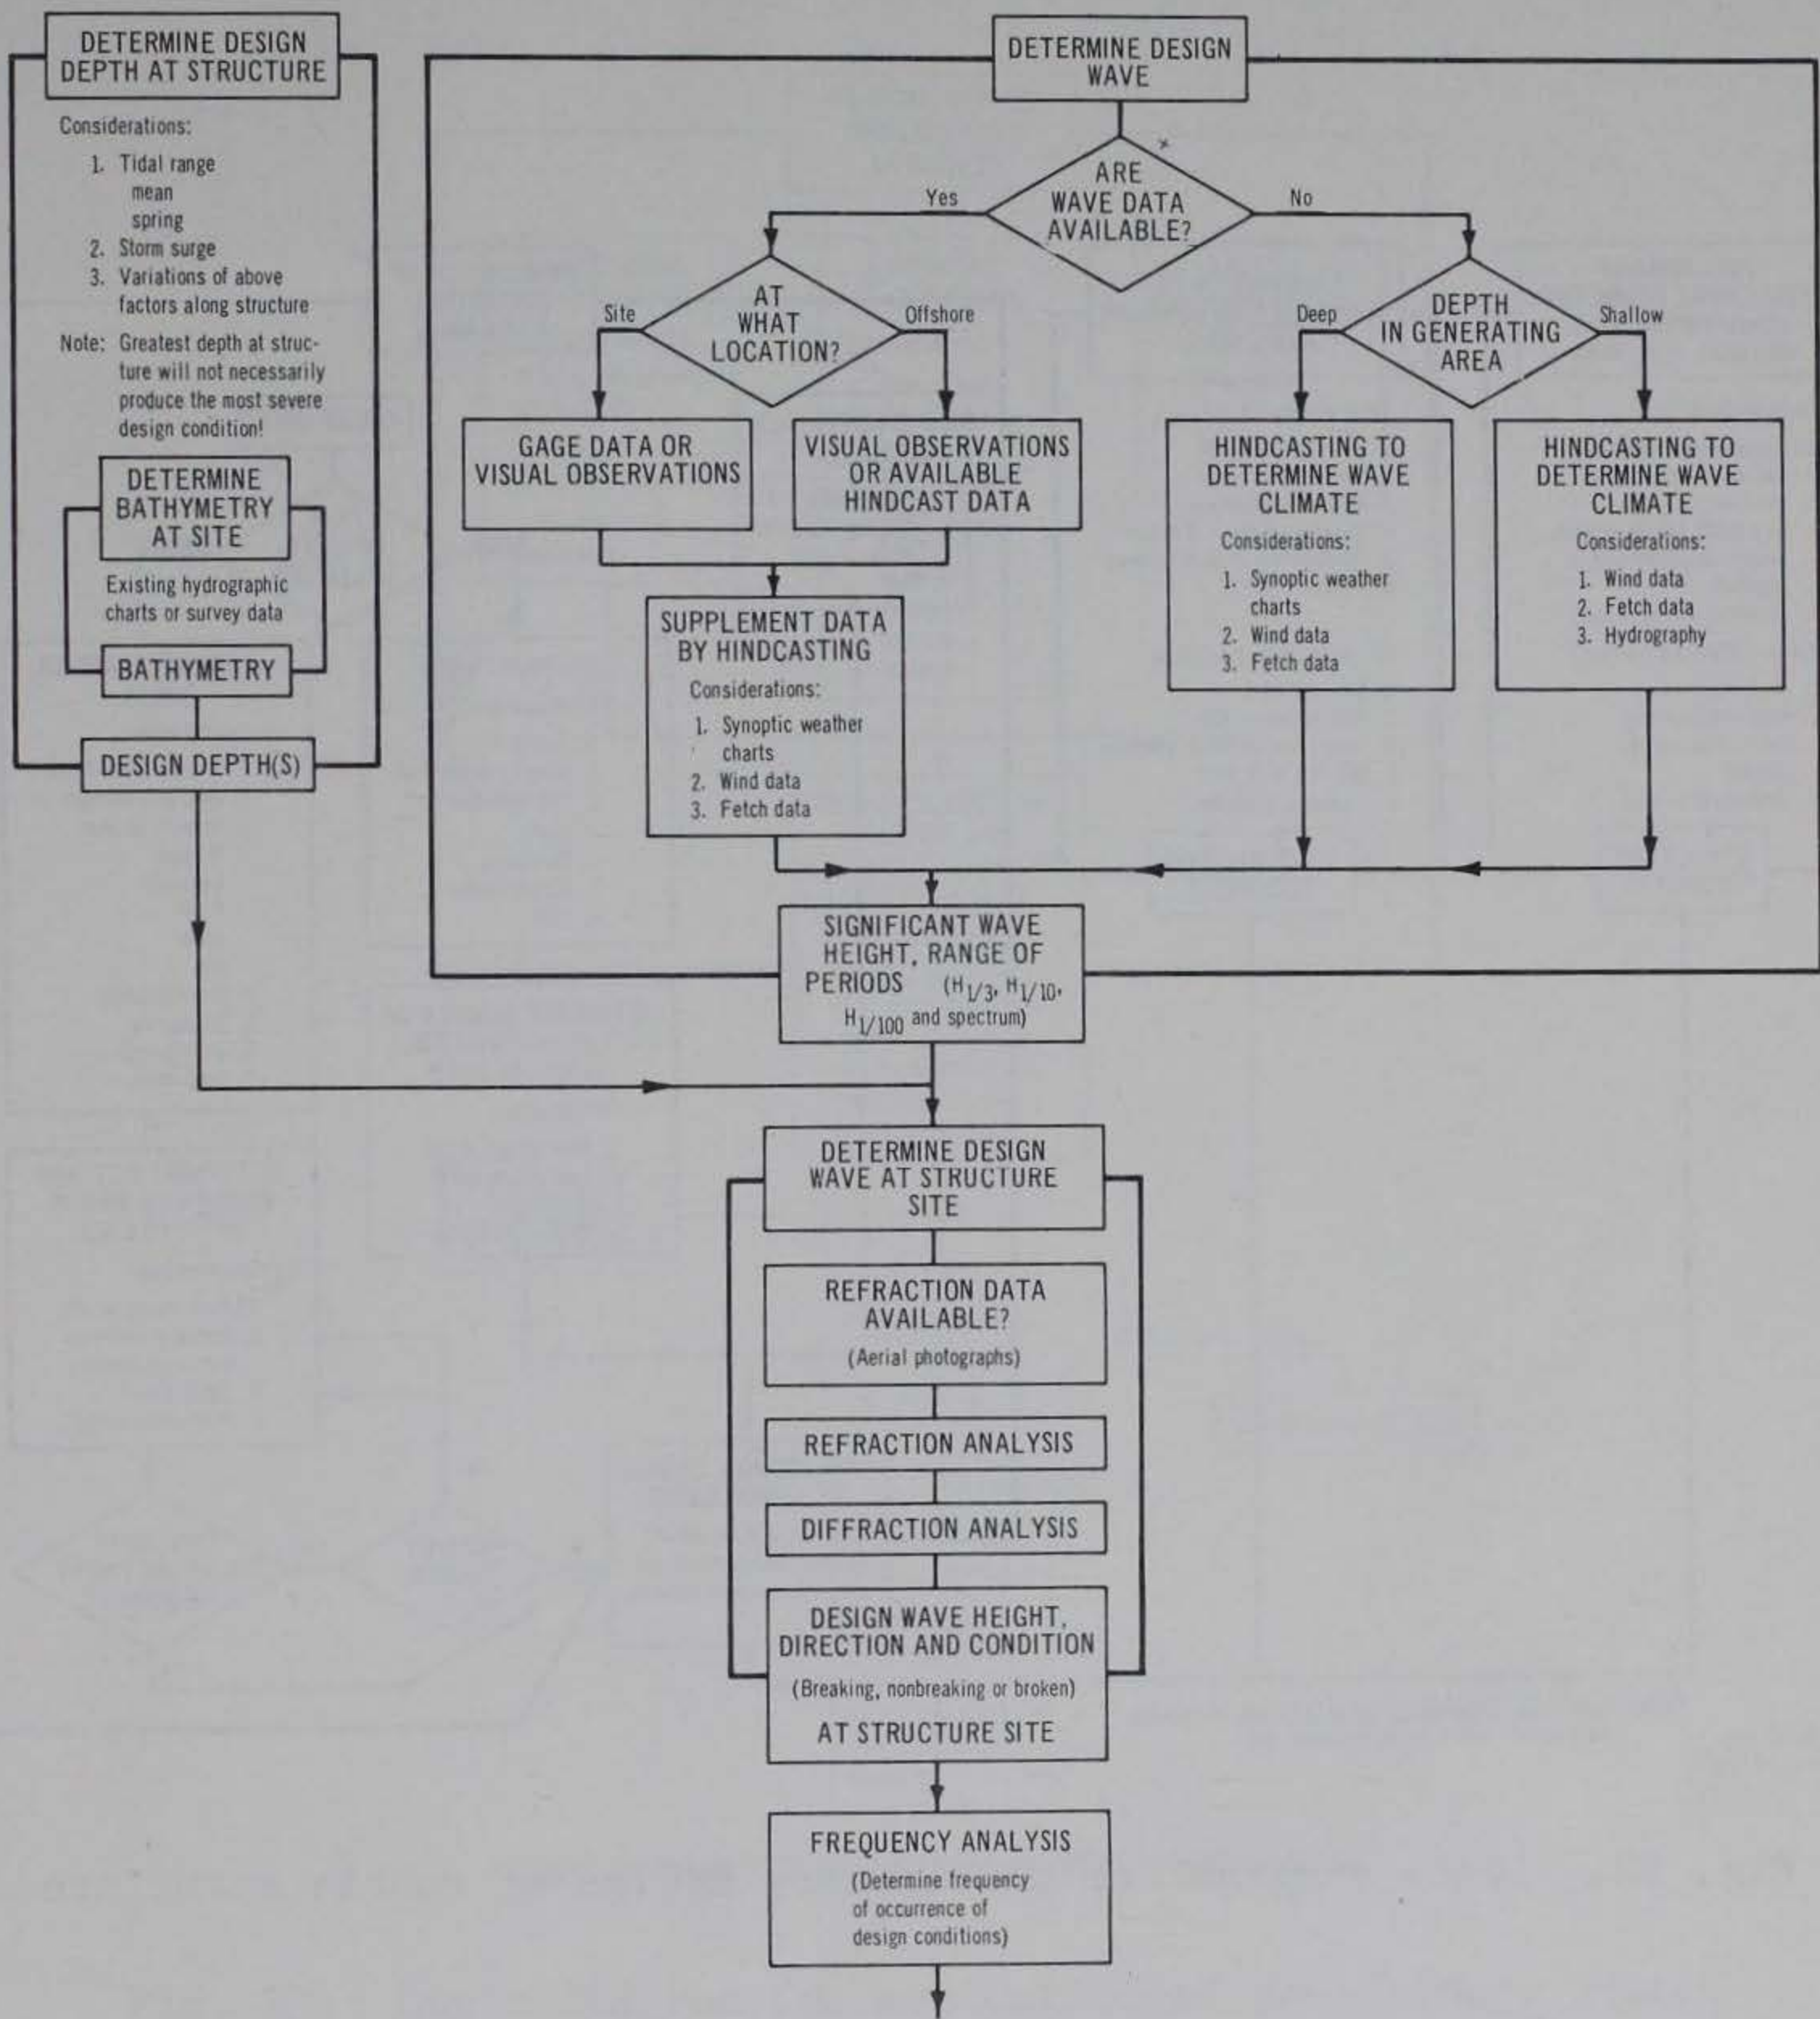 DETERMINE DESIGN
DEPTH AT STRUCTURE
Considerations:
1. Tidal range
mean
spring
2. Storm surge
3. Variations of above
factors along structure
Note: Greatest depth at struc-
ture will not necessarily
produce the most severe
design condition!
DETERMINE
BATHYMETRY
AT SITE
Existing hydrographic
charts or survey data
BATHYMETRY
DESIGN DEPTH(S)
DETERMINE DESIGN
WAVE
ARE
WAVE DATA
AVAILABLE?
Yes
No
AT
WHAT
LOCATION?
Site
Offshore
DEPTH
IN GENERATING
AREA
Deep
Shallow
GAGE DATA OR
VISUAL OBSERVATIONS
VISUAL OBSERVATIONS
OR AVAILABLE
HINDCAST DATA
HINDCASTING TO
DETERMINE WAVE
CLIMATE
Considerations:
1. Synoptic weather
charts
2. Wind data
3. Fetch data
HINDCASTING TO
DETERMINE WAVE
CLIMATE
Considerations:
1. Wind data
2. Fetch data
3. Hydrography
SUPPLEMENT DATA
BY HINDCASTING
Considerations:
1. Synoptic weather
charts
2. Wind data
3. Fetch data
SIGNIFICANT WAVE
HEIGHT, RANGE OF
PERIODS (H1/3, H1/10,
H1/100 and spectrum)
DETERMINE DESIGN
WAVE AT STRUCTURE
SITE
REFRACTION DATA
AVAILABLE?
(Aerial photographs)
REFRACTION ANALYSIS
DIFFRACTION ANALYSIS
DESIGN WAVE HEIGHT,
DIRECTION AND CONDITION
(Breaking, nonbreaking or broken)
AT STRUCTURE SITE
FREQUENCY ANALYSIS
(Determine frequency
of occurrence of
design conditions)